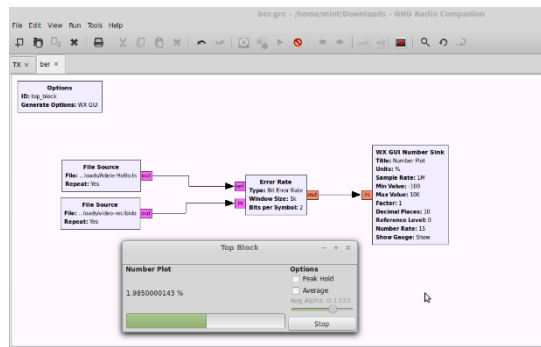 ber.grc - /home/mint/Downloads - GNU Radio Companion
File Edit View Run Tools Help
TX × ber ×
Options
ID: top_block
Generate Options: WX GUI
File Source
File: ...loads/Adele-Hello.ts
Repeat: Yes
out
File Source
File: ...loads/video-recibido
Repeat: Yes
out
ref
in
Error Rate
Type: Bit Error Rate
Window Size: 1k
Bits per Symbol: 2
out
in
WX GUI Number Sink
Title: Number Plot
Units: %
Sample Rate: 1M
Min Value: -100
Max Value: 100
Factor: 1
Decimal Places: 10
Reference Level: 0
Number Rate: 15
Show Gauge: Show
Top Block
Number Plot
1.9850000143 %
Options
Peak Hold
Average
Avg Alpha: 0.1333
Stop